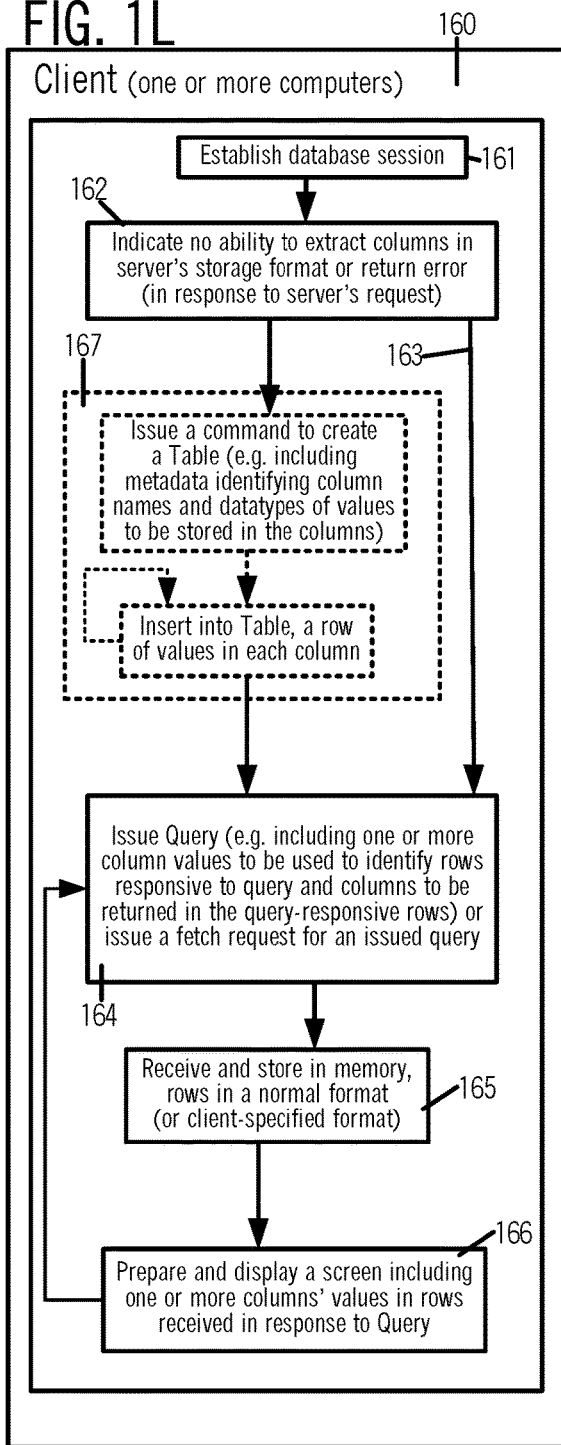 FIG. 1L
160
Client (one or more computers)
Establish database session
161
162
Indicate no ability to extract columns in
server's storage format or return error
(in response to server's request)
167
163
Issue a command to create
a Table (e.g. including
metadata identifying column
names and datatypes of values
to be stored in the columns)
Insert into Table, a row
of values in each column
Issue Query (e.g. including one or more
column values to be used to identify rows
responsive to query and columns to be
returned in the query-responsive rows) or
issue a fetch request for an issued query
164
Receive and store in memory,
rows in a normal format
(or client-specified format)
165
166
Prepare and display a screen including
one or more columns' values in rows
received in response to Query